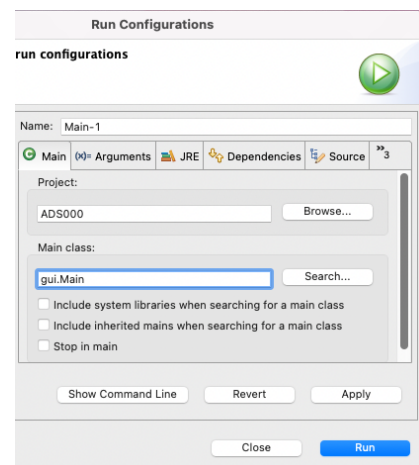 Run Configurations
run configurations
Name: Main-1
Main (x)= Arguments JRE Dependencies Source »3
Project:
ADS000 Browse...
Main class:
gui.Main Search...
Include system libraries when searching for a main class
Include inherited mains when searching for a main class
Stop in main
Show Command Line Revert Apply
Close Run